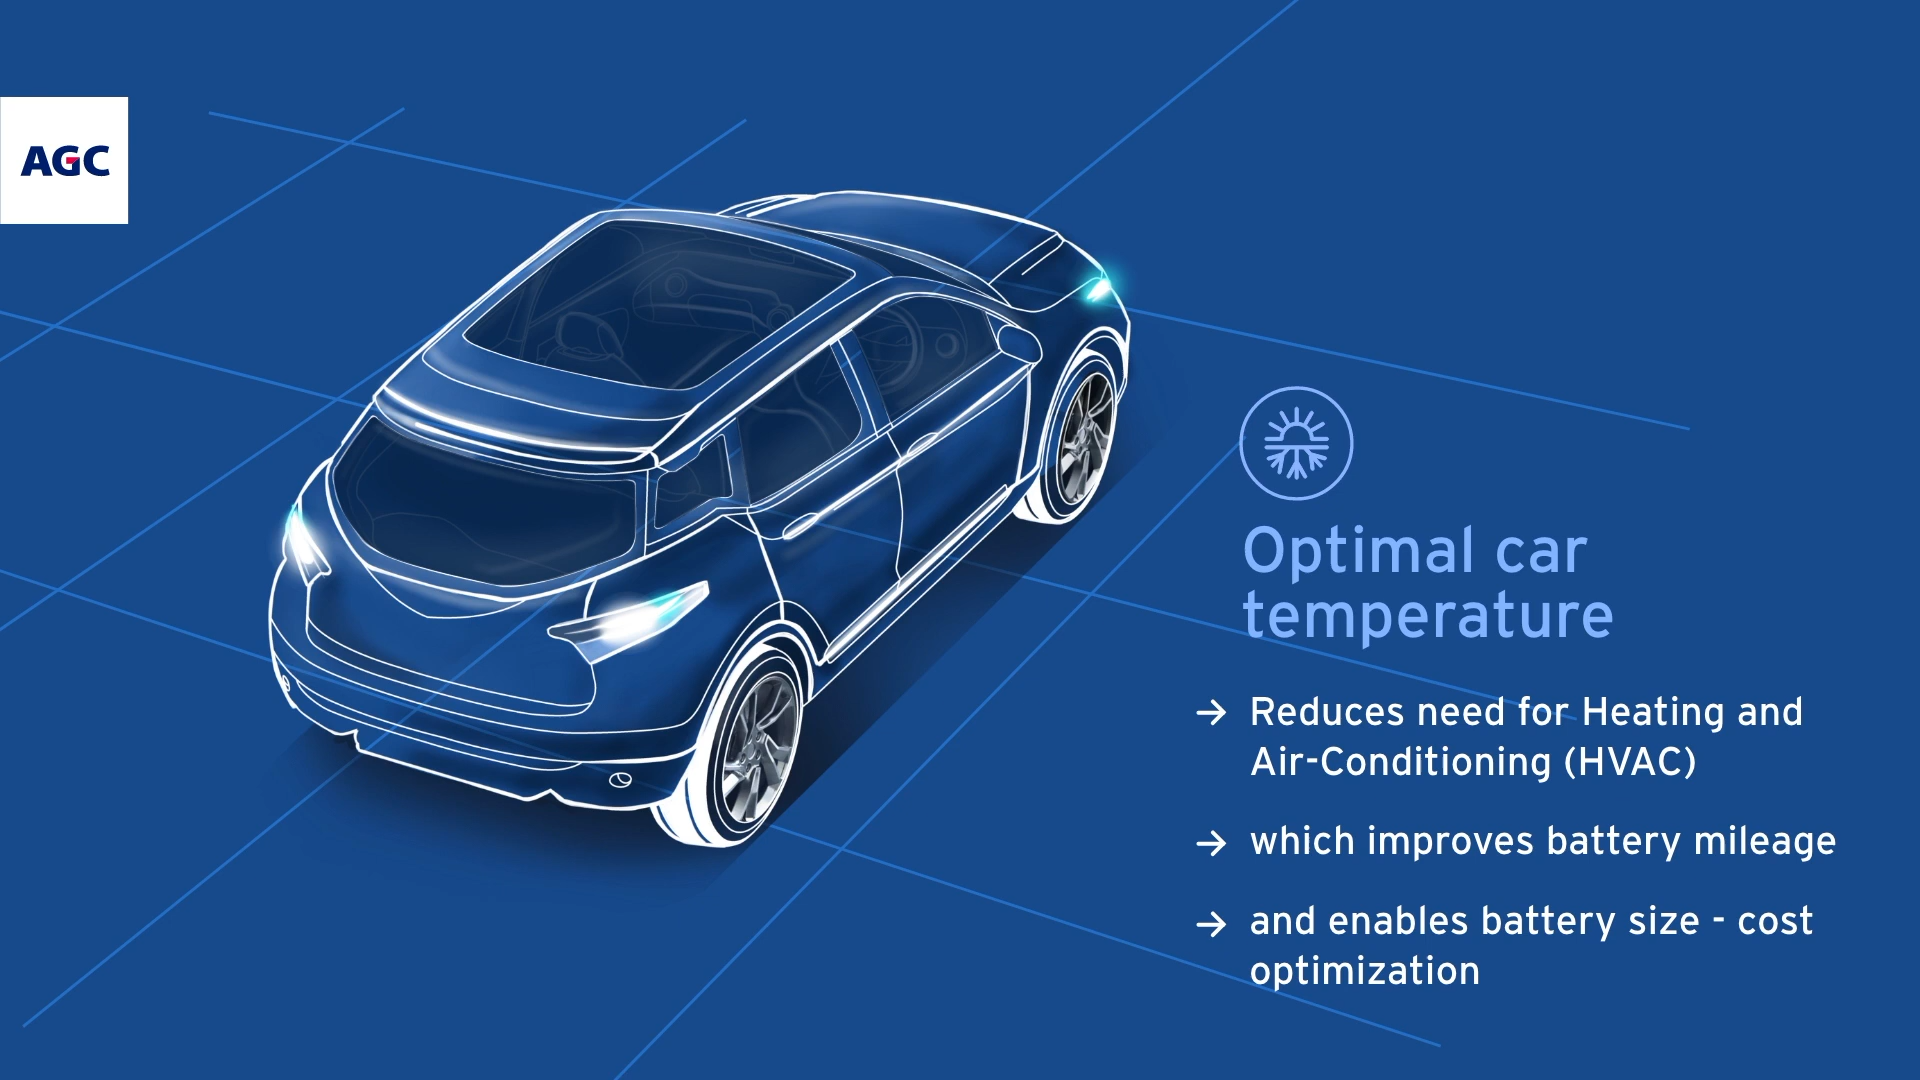 AGC
Optimal car
temperature
→ Reduces need for Heating and
Air-Conditioning (HVAC)
→ which improves battery mileage
→ and enables battery size - cost
optimization